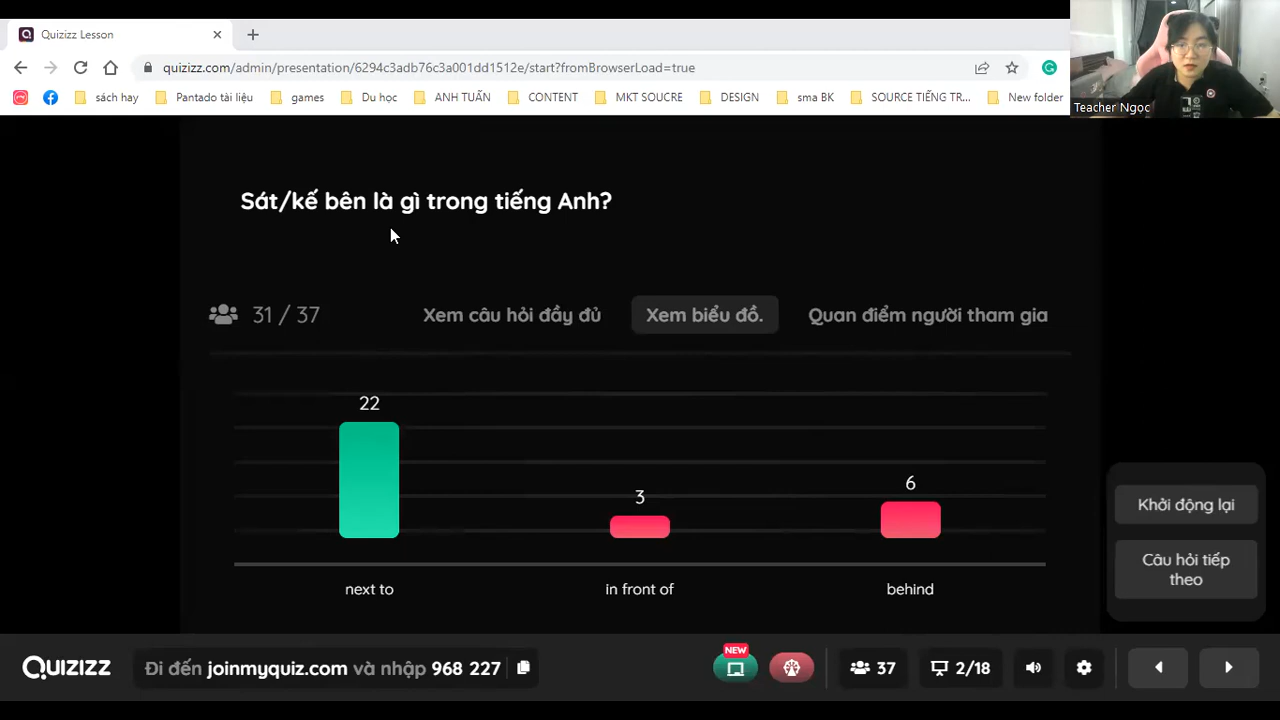 Quizizz Lesson
quizizz.com/admin/presentation/6294c3adb76c3a001dd1512e/start?fromBrowserLoad=true
sách hay
Pantado tài liệu
games
Du học
ANH TUẤN
CONTENT
MKT SOUCRE
DESIGN
sma BK
SOURCE TIẾNG TR...
New folder
Teacher Ngọc
Sát/kế bên là gì trong tiếng Anh?
31 / 37
Xem câu hỏi đầy đủ
Xem biểu đồ.
Quan điểm người tham gia
22
3
6
next to
in front of
behind
Khởi động lại
Câu hỏi tiếp
theo
QUIZIZZ
Đi đến joinmyquiz.com và nhập 968 227
NEW
37
2/18